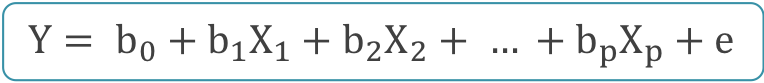 Y = b₀ + b₁X₁ + b₂X₂ + ... + bₚXₚ + e